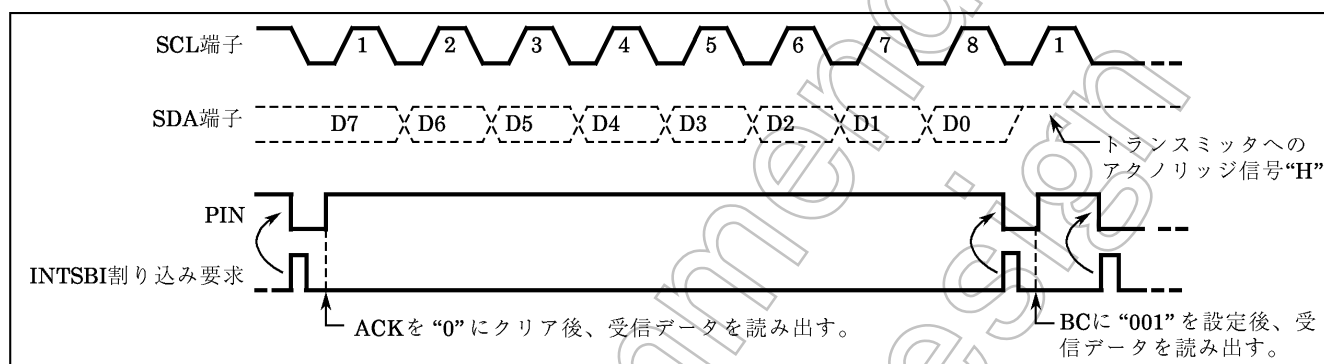 SCL端子
1 2 3 4 5 6 7 8 1
SDA端子
D7 D6 D5 D4 D3 D2 D1 D0
トランスミッタへの
アクノリッジ信号“H”
PIN
INTSBI割り込み要求
ACKを “0” にクリア後、受信データを読み出す。
BCに “001” を設定後、受
信データを読み出す。